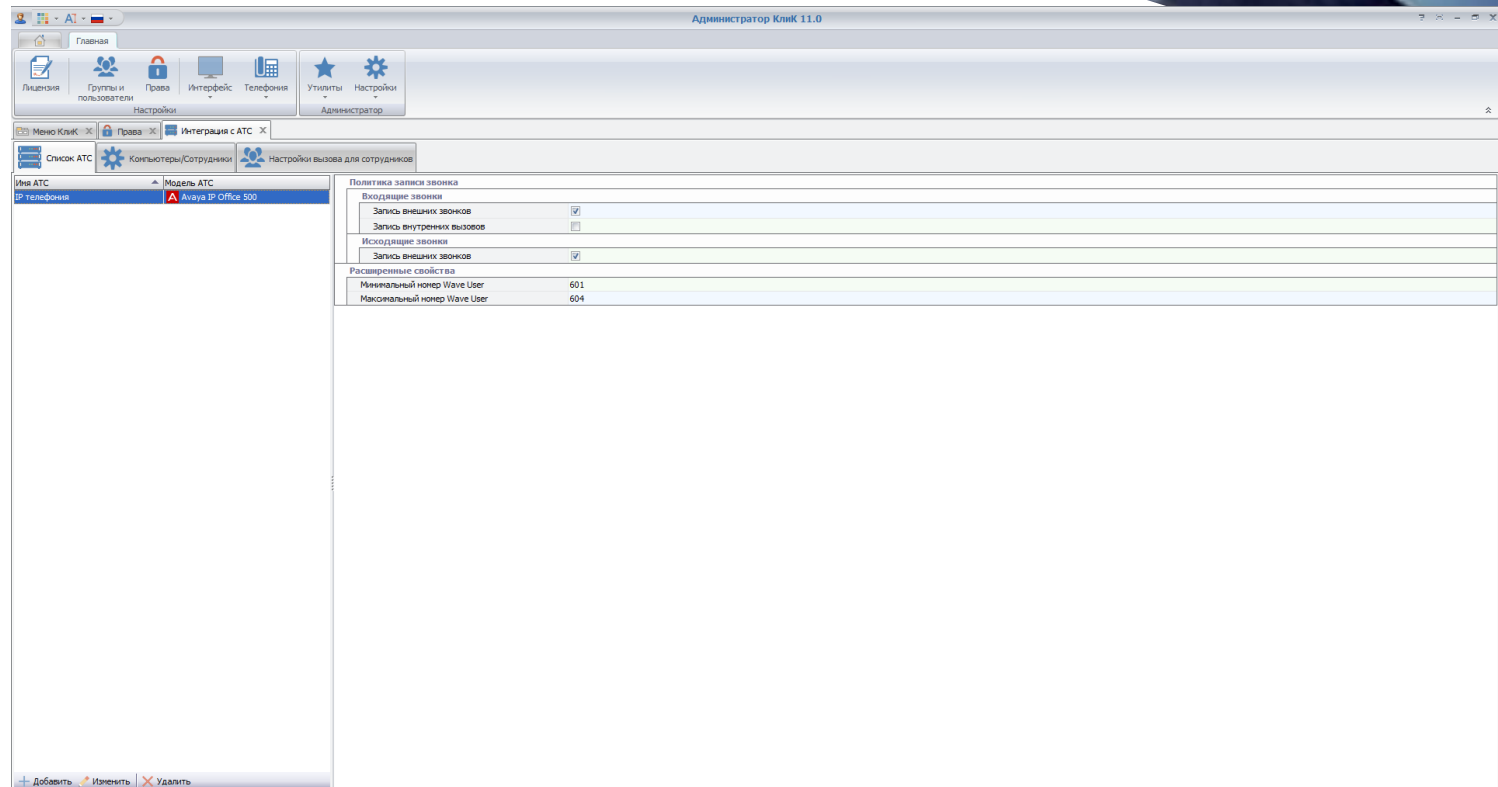 Администратор КлиК 11.0
Главная
Лицензия
Группы и пользователи
Права
Интерфейс
Телефония
Утилиты
Настройки
Настройки
Администратор
Меню КлиК
Права
Интеграция с АТС
Список АТС
Компьютеры/Сотрудники
Настройки вызова для сотрудников
Имя АТС Модель АТС
IP телефония Avaya IP Office 500
Политика записи звонка
Входящие звонки
Запись внешних звонков
Запись внутренних вызовов
Исходящие звонки
Запись внешних звонков
Расширенные свойства
Минимальный номер Wave User 601
Максимальный номер Wave User 604
Добавить Изменить Удалить